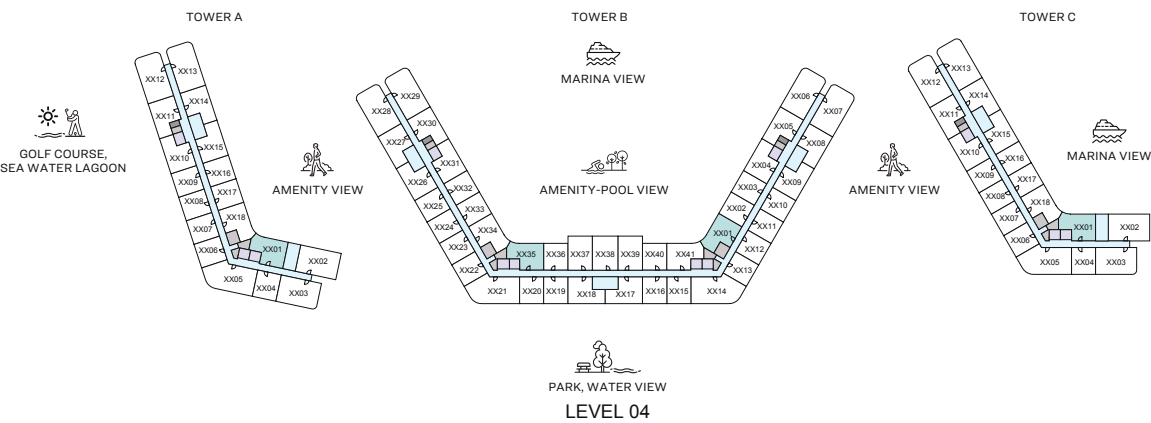 TOWER A
TOWER B
TOWER C
GOLF COURSE,
SEA WATER LAGOON
AMENITY VIEW
MARINA VIEW
AMENITY-POOL VIEW
AMENITY VIEW
MARINA VIEW
PARK, WATER VIEW
LEVEL 04
XX12
XX13
XX14
XX11
XX10
XX15
XX09
XX16
XX08
XX17
XX07
XX18
XX06
XX01
XX02
XX05
XX04
XX03
XX28
XX29
XX30
XX27
XX31
XX26
XX32
XX25
XX33
XX24
XX34
XX23
XX22
XX35
XX36
XX37
XX38
XX39
XX40
XX41
XX21
XX20
XX19
XX18
XX17
XX16
XX15
XX14
XX06
XX07
XX05
XX08
XX04
XX09
XX03
XX10
XX02
XX11
XX01
XX12
XX13
XX12
XX13
XX14
XX11
XX15
XX10
XX16
XX09
XX17
XX08
XX18
XX07
XX06
XX01
XX02
XX05
XX04
XX03